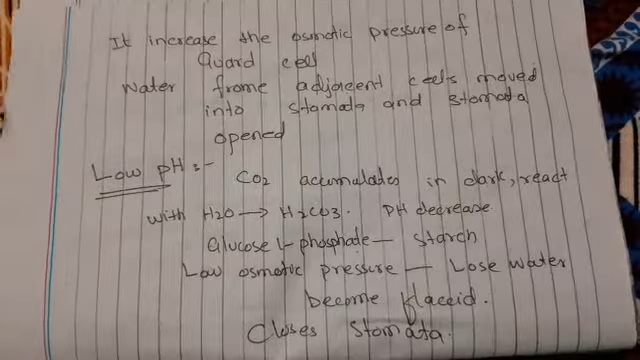 It increase the osmotic pressure of
Guard cell
Water frome adjacent cells moved
into stomata and stomata
opened
Low pH :-
CO2 accumulates in dark, react
with H2O → H2CO3. PH decrease
Glucose 1-phosphate — starch
Low osmotic pressure — Lose water
become flaccid.
Closes stomata.